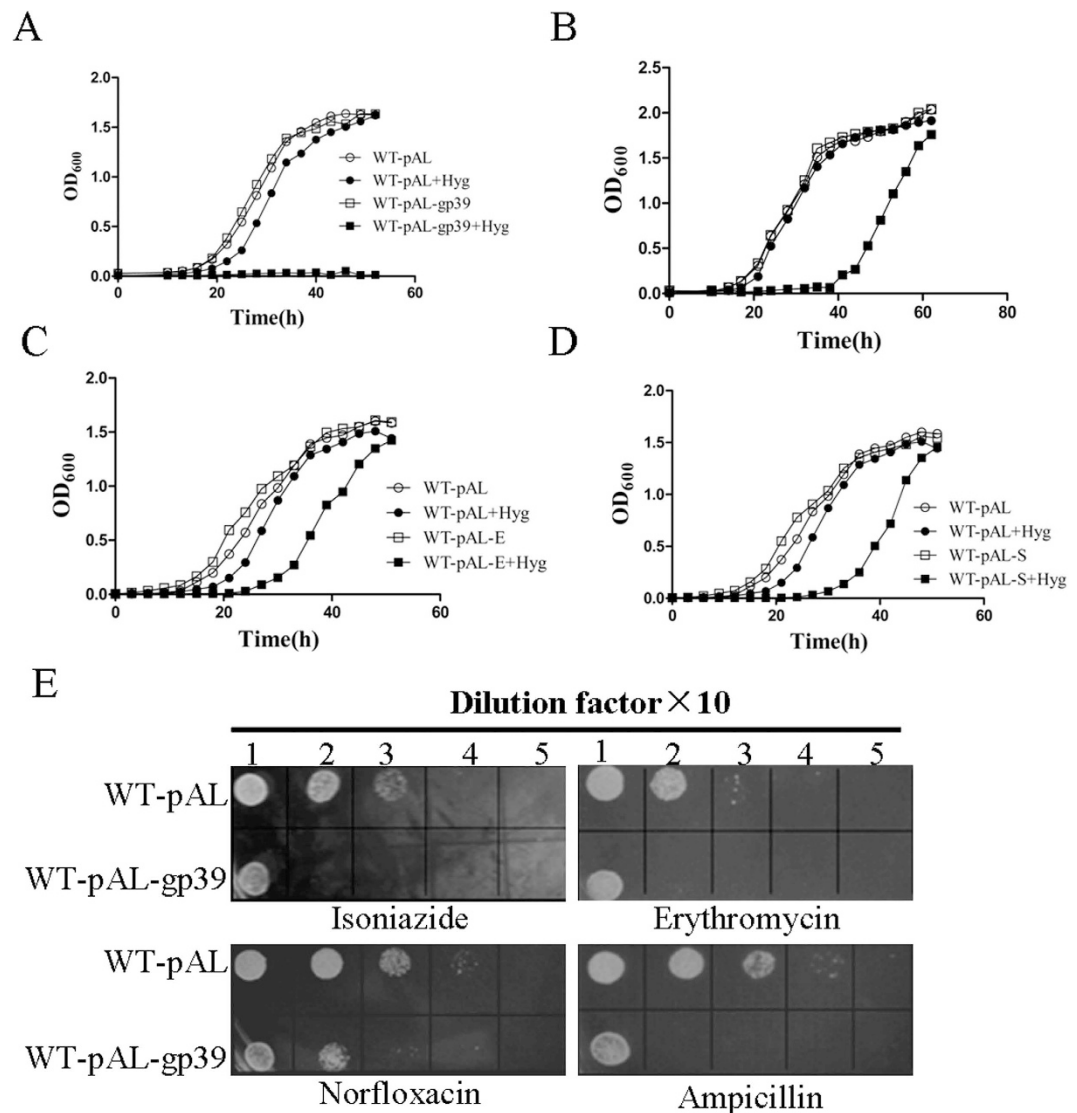 A
B
2.0
1.5
1.0
0.5
0.0
OD600
0
20
40
60
Time(h)
WT-pAL
WT-pAL+Hyg
WT-pAL-gp39
WT-pAL-gp39+Hyg
2.5
2.0
1.5
1.0
0.5
0.0
OD600
0
20
40
60
80
Time(h)
C
D
2.0
1.5
1.0
0.5
0.0
OD600
0
20
40
60
Time(h)
WT-pAL
WT-pAL+Hyg
WT-pAL-E
WT-pAL-E+Hyg
2.0
1.5
1.0
0.5
0.0
OD600
0
20
40
60
Time(h)
WT-pAL
WT-pAL+Hyg
WT-pAL-S
WT-pAL-S+Hyg
E
Dilution factor×10
1 2 3 4 5 1 2 3 4 5
WT-pAL
WT-pAL-gp39
Isoniazide Erythromycin
WT-pAL
WT-pAL-gp39
Norfloxacin Ampicillin